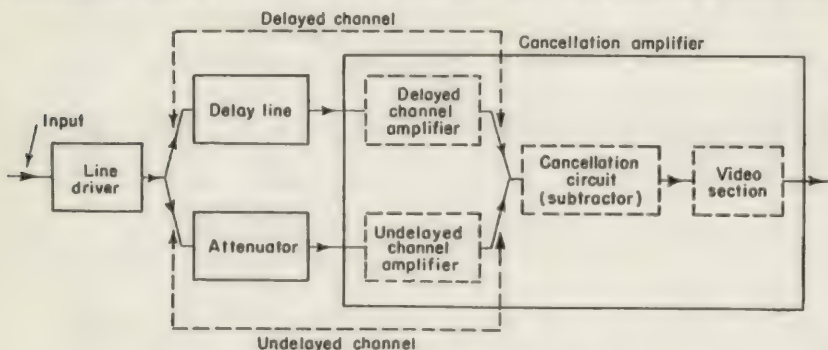 Delayed channel
Cancellation amplifier
Input
Line
driver
Delay line
Delayed
channel
amplifier
Cancellation
circuit
(subtractor)
Video
section
Attenuator
Undelayed
channel
amplifier
Undelayed channel